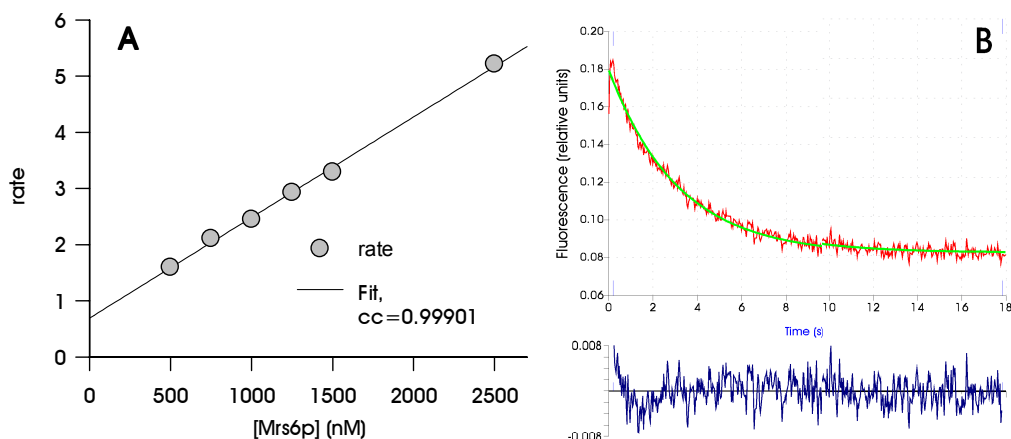 A
6
5
4
3
2
1
0
rate
rate
Fit,
cc=0.99901
0 500 1000 1500 2000 2500
[Mrs6p] (nM)
B
0.20
0.18
0.16
0.14
0.12
0.10
0.08
0.06
Fluorescence (relative units)
0 2 4 6 8 10 12 14 16 18
Time (s)
0.008
-0.008